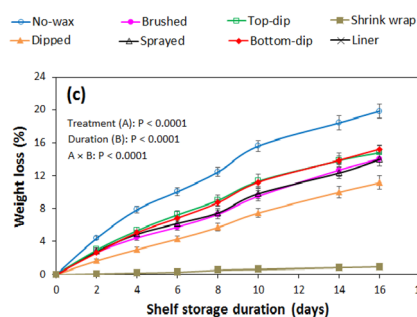 No-wax Brushed Top-dip Shrink wrap
Dipped Sprayed Bottom-dip Liner
24
(c)
20
Treatment (A): P < 0.0001
16
Duration (B): P < 0.0001
A × B: P < 0.0001
12
8
4
0
Weight loss (%)
0 2 4 6 8 10 12 14 16
Shelf storage duration (days)